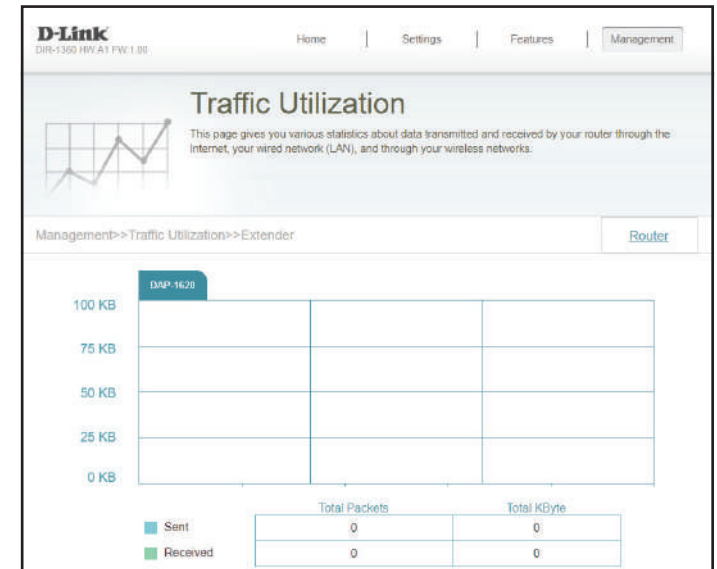 D-Link
DIR-1360 HW:A1 FW:1.00
Home | Settings | Features | Management
Traffic Utilization
This page gives you various statistics about data transmitted and received by your router through the
Internet, your wired network (LAN), and through your wireless networks.
Management>>Traffic Utilization>>Extender
Router
DAP-1620
100 KB
75 KB
50 KB
25 KB
0 KB
Total Packets Total KByte
Sent 0 0
Received 0 0